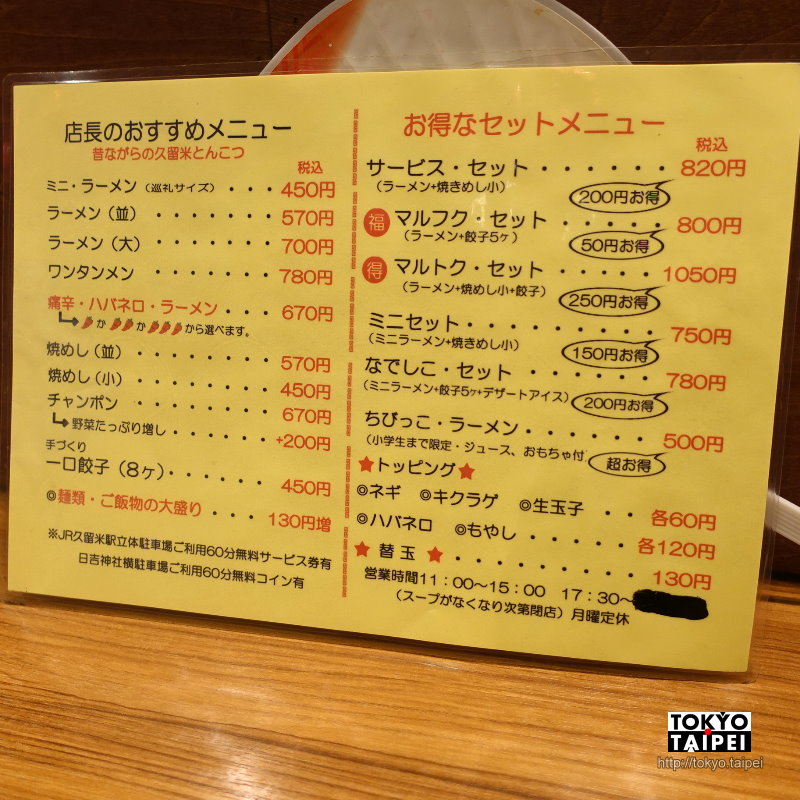 店長のおすすめメニュー
昔ながらの久留米とんこつ
税込
ミニ・ラーメン（巡礼サイズ）・・・450円
ラーメン（並）・・・・・・・570円
ラーメン（大）・・・・・・・700円
ワンタンメン・・・・・・・780円
痛辛・ハバネロ・ラーメン・・・・670円
かかから選べます。
焼めし（並）・・・・・・・・570円
焼めし（小）・・・・・・・・450円
チャンポン・・・・・・・・670円
野菜たっぷり増し・・・・・・+200円
手づくり
一口餃子（8ヶ）・・・・・・450円
◎麺類・ご飯物の大盛り・・・130円増
※JR久留米駅立体駐車場ご利用60分無料サービス券有
日吉神社横駐車場ご利用60分無料コイン有
お得なセットメニュー
税込
サービス・セット・・・・・・820円
（ラーメン+焼きめし小）
200円お得
福 マルフク・セット・・・・・800円
（ラーメン+餃子5ヶ）
50円お得
得 マルトク・セット・・・・・1050円
（ラーメン+焼めし小+餃子）
250円お得
ミニセット・・・・・・・・・750円
（ミニラーメン+焼めし小）
150円お得
なでしこ・セット・・・・・・780円
（ミニラーメン+餃子5ヶ+デザートアイス）
200円お得
ちびっこ・ラーメン・・・・・500円
（小学生まで限定・ジュース、おもちゃ付
超お得
★トッピング★
◎ネギ ◎キクラゲ ◎生玉子・・各60円
◎ハバネロ ◎もやし・・・・・各120円
★替玉★・・・・・・・・・130円
営業時間11：00〜15：00 17：30〜
（スープがなくなり次第閉店）月曜定休
TOKYO
TAIPEI
http://tokyo.taipei